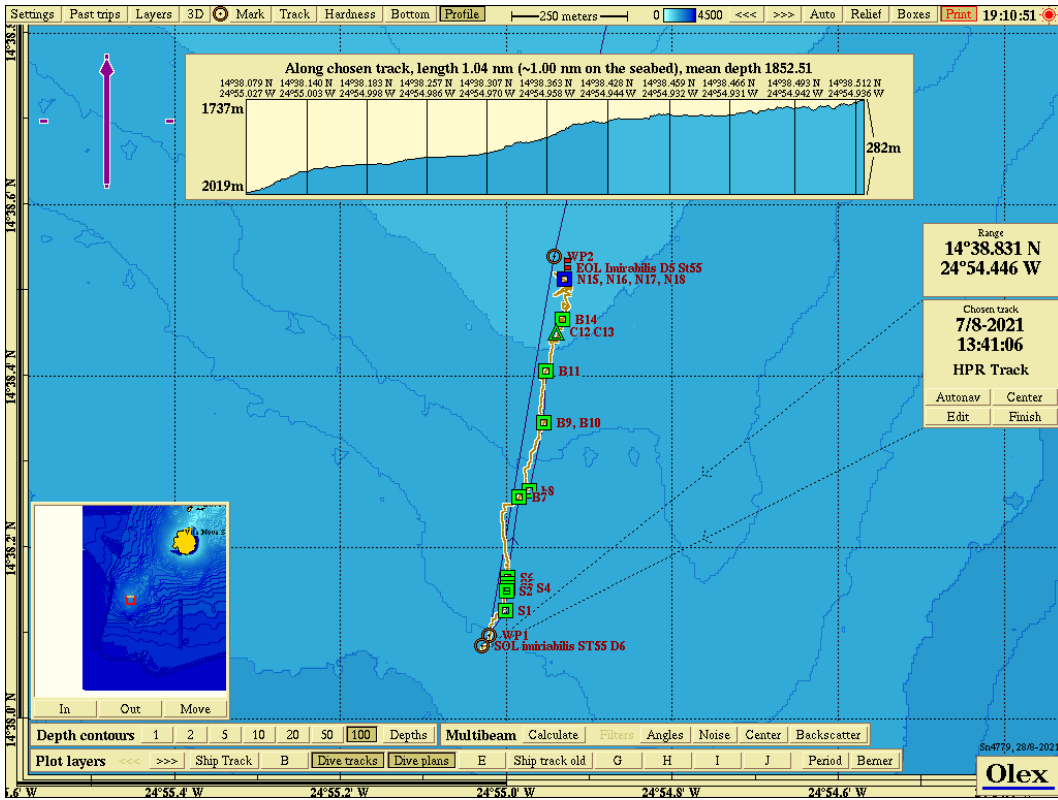 Settings Past trips Layers 3D Mark Track Hardness Bottom Profile 250 meters 0 4500 <<< >>> Auto Relief Boxes Print 19:10:51
Along chosen track, length 1.04 nm (~1.00 nm on the seabed), mean depth 1852.51
14°38.079 N 14°38.140 N 14°38.183 N 14°38.257 N 14°38.307 N 14°38.363 N 14°38.428 N 14°38.459 N 14°38.466 N 14°38.493 N 14°38.512 N
24°55.027 W 24°55.003 W 24°54.998 W 24°54.986 W 24°54.970 W 24°54.958 W 24°54.944 W 24°54.932 W 24°54.931 W 24°54.942 W 24°54.936 W
1737m
282m
2019m
14°38.6 N
Range
14°38.831 N
24°54.446 W
WP2
EOL Imirabilis D5 St55
N15, N16, N17, N18
Chosen track
7/8-2021
13:41:06
HPR Track
Autonav Center
Edit Finish
B14
C12 C13
14°38.4 N
B11
B9, B10
B7
14°38.2 N
S4
S2
S1
WP1
SOL imiriabilis ST55 D6
In Out Move
14°38.0 N
Depth contours 1 2 5 10 20 50 100 Depths Multibeam Calculate Filters Angles Noise Center Backscatter
Sn4779, 28/8-2021
Plot layers <<< >>> Ship Track B Dive tracks Dive plans E Ship track old G H I J Period Berner
Olex
24°55.4 W 24°55.2 W 24°55.0 W 24°54.8 W 24°54.6 W